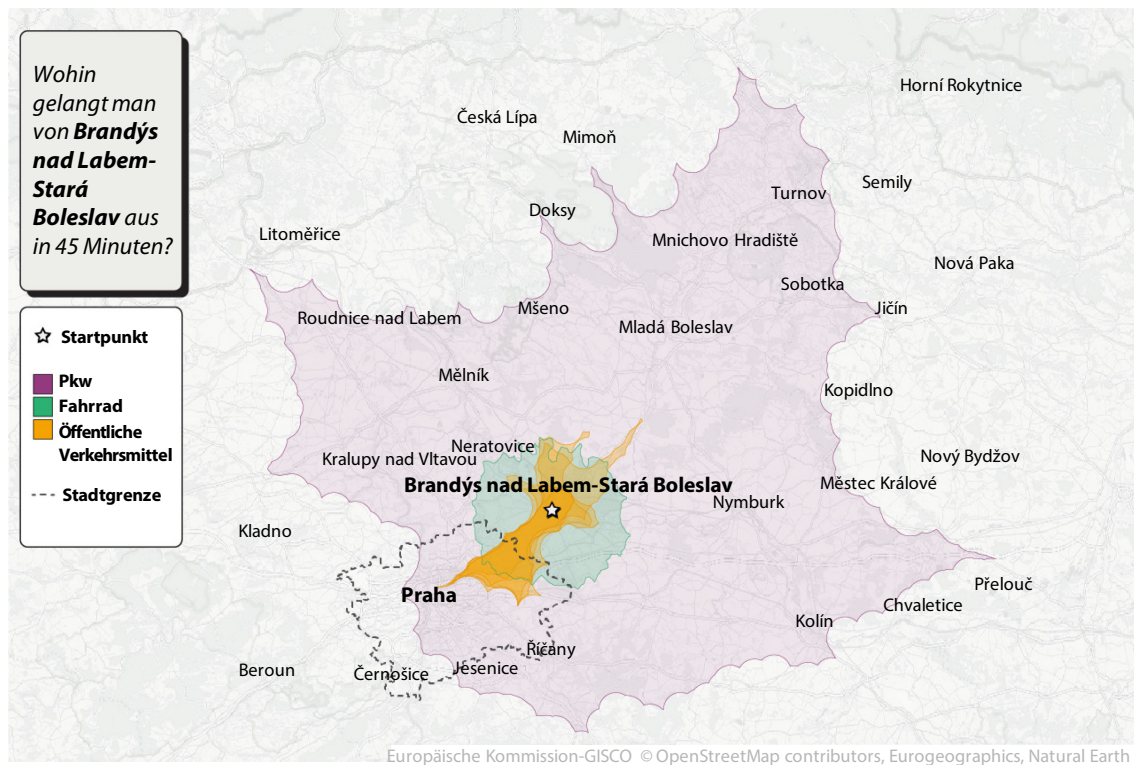 Wohin
gelangt man
von Brandýs
nad Labem-
Stará
Boleslav aus
in 45 Minuten?
Startpunkt
Pkw
Fahrrad
Öffentliche
Verkehrsmittel
Stadtgrenze
Horní Rokytnice
Česká Lípa
Mimoň
Semily
Turnov
Doksy
Litoměřice
Mnichovo Hradiště
Nová Paka
Sobotka
Mšeno
Jičín
Roudnice nad Labem
Mladá Boleslav
Mělník
Kopidlno
Neratovice
Kralupy nad Vltavou
Nový Bydžov
Brandýs nad Labem-Stará Boleslav
Městec Králové
Nymburk
Kladno
Přelouč
Praha
Chvaletice
Kolín
Říčany
Beroun
Černošice
Jesenice
Europäische Kommission-GISCO © OpenStreetMap contributors, Eurogeographics, Natural Earth